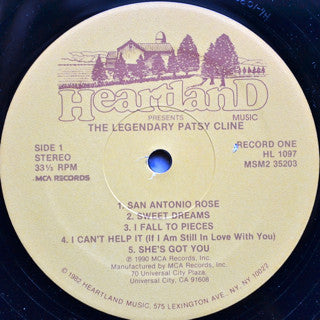 Heartland
PRESENTS MUSIC
THE LEGENDARY PATSY CLINE
SIDE 1
STEREO
33⅓ RPM
MCA RECORDS
RECORD ONE
HL 1097
MSM2 35203
1. SAN ANTONIO ROSE
2. SWEET DREAMS
3. I FALL TO PIECES
4. I CAN'T HELP IT (If I Am Still In Love With You)
5. SHE'S GOT YOU
℗ 1990 MCA Records, Inc.
Manufactured by MCA Records, Inc.
70 Universal City Plaza,
Universal City, CA 91608
© 1982 HEARTLAND MUSIC, 575 LEXINGTON AVE. NY, NY 10022